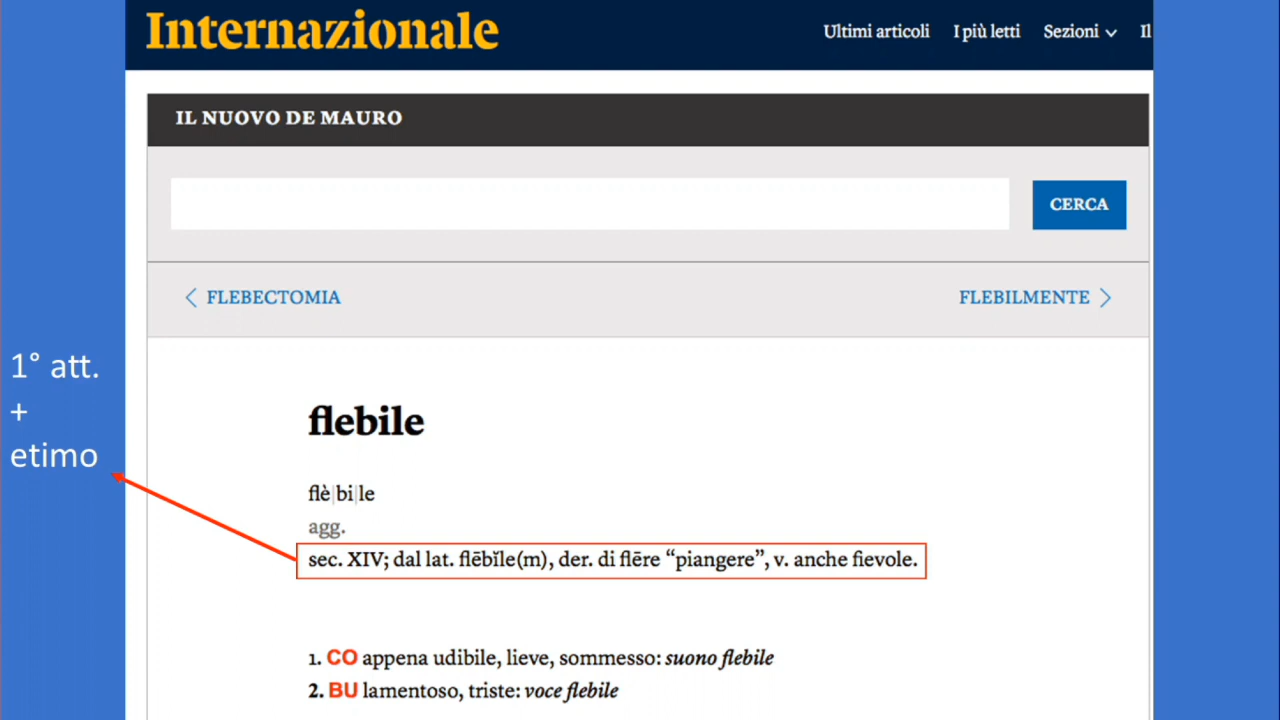 Internazionale
Ultimi articoli I più letti Sezioni Il
IL NUOVO DE MAURO
CERCA
FLEBECTOMIA FLEBILMENTE
1° att.
+
etimo
flebile
flè|bi|le
agg.
sec. XIV; dal lat. flēbĭle(m), der. di flēre “piangere”, v. anche fievole.
1. CO appena udibile, lieve, sommesso: suono flebile
2. BU lamentoso, triste: voce flebile